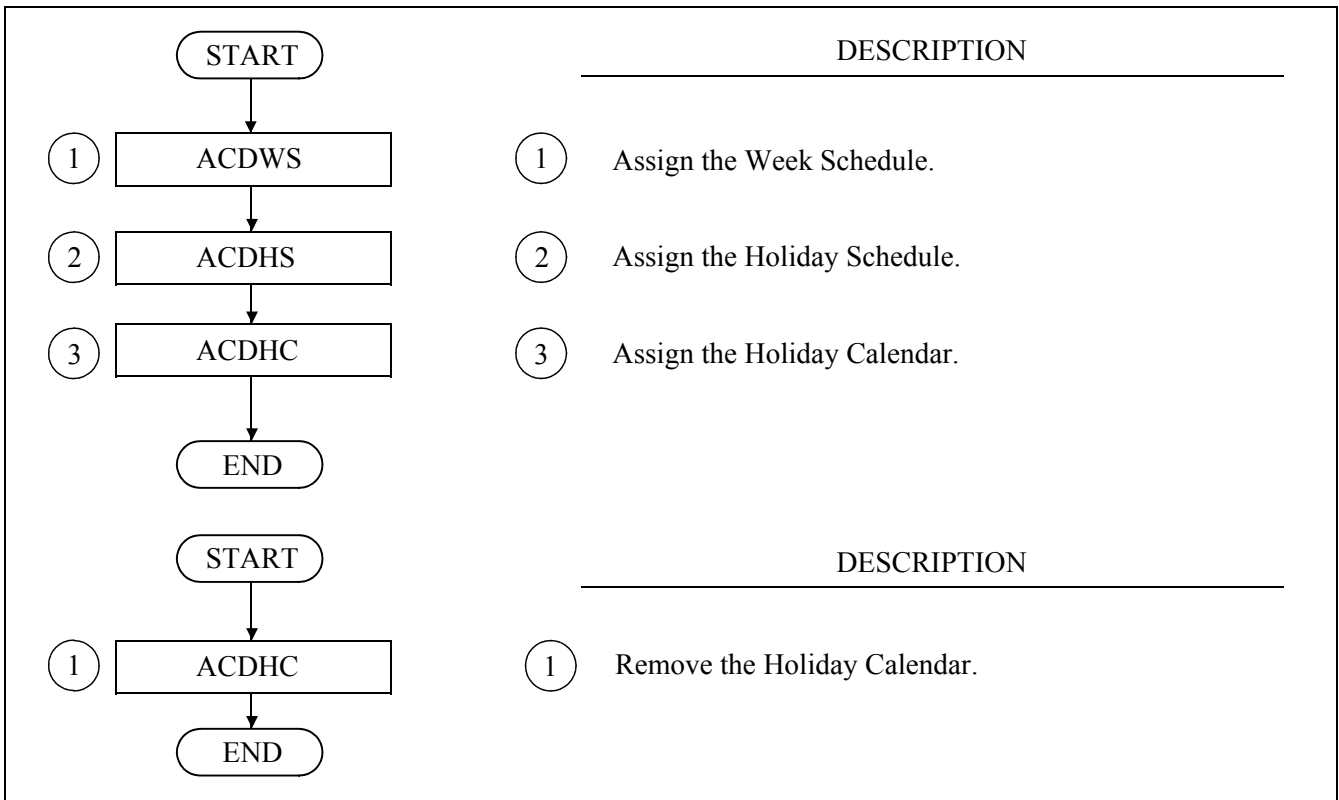 START
DESCRIPTION
1 ACDWS 1 Assign the Week Schedule.
2 ACDHS 2 Assign the Holiday Schedule.
3 ACDHC 3 Assign the Holiday Calendar.
END
START
DESCRIPTION
1 ACDHC 1 Remove the Holiday Calendar.
END